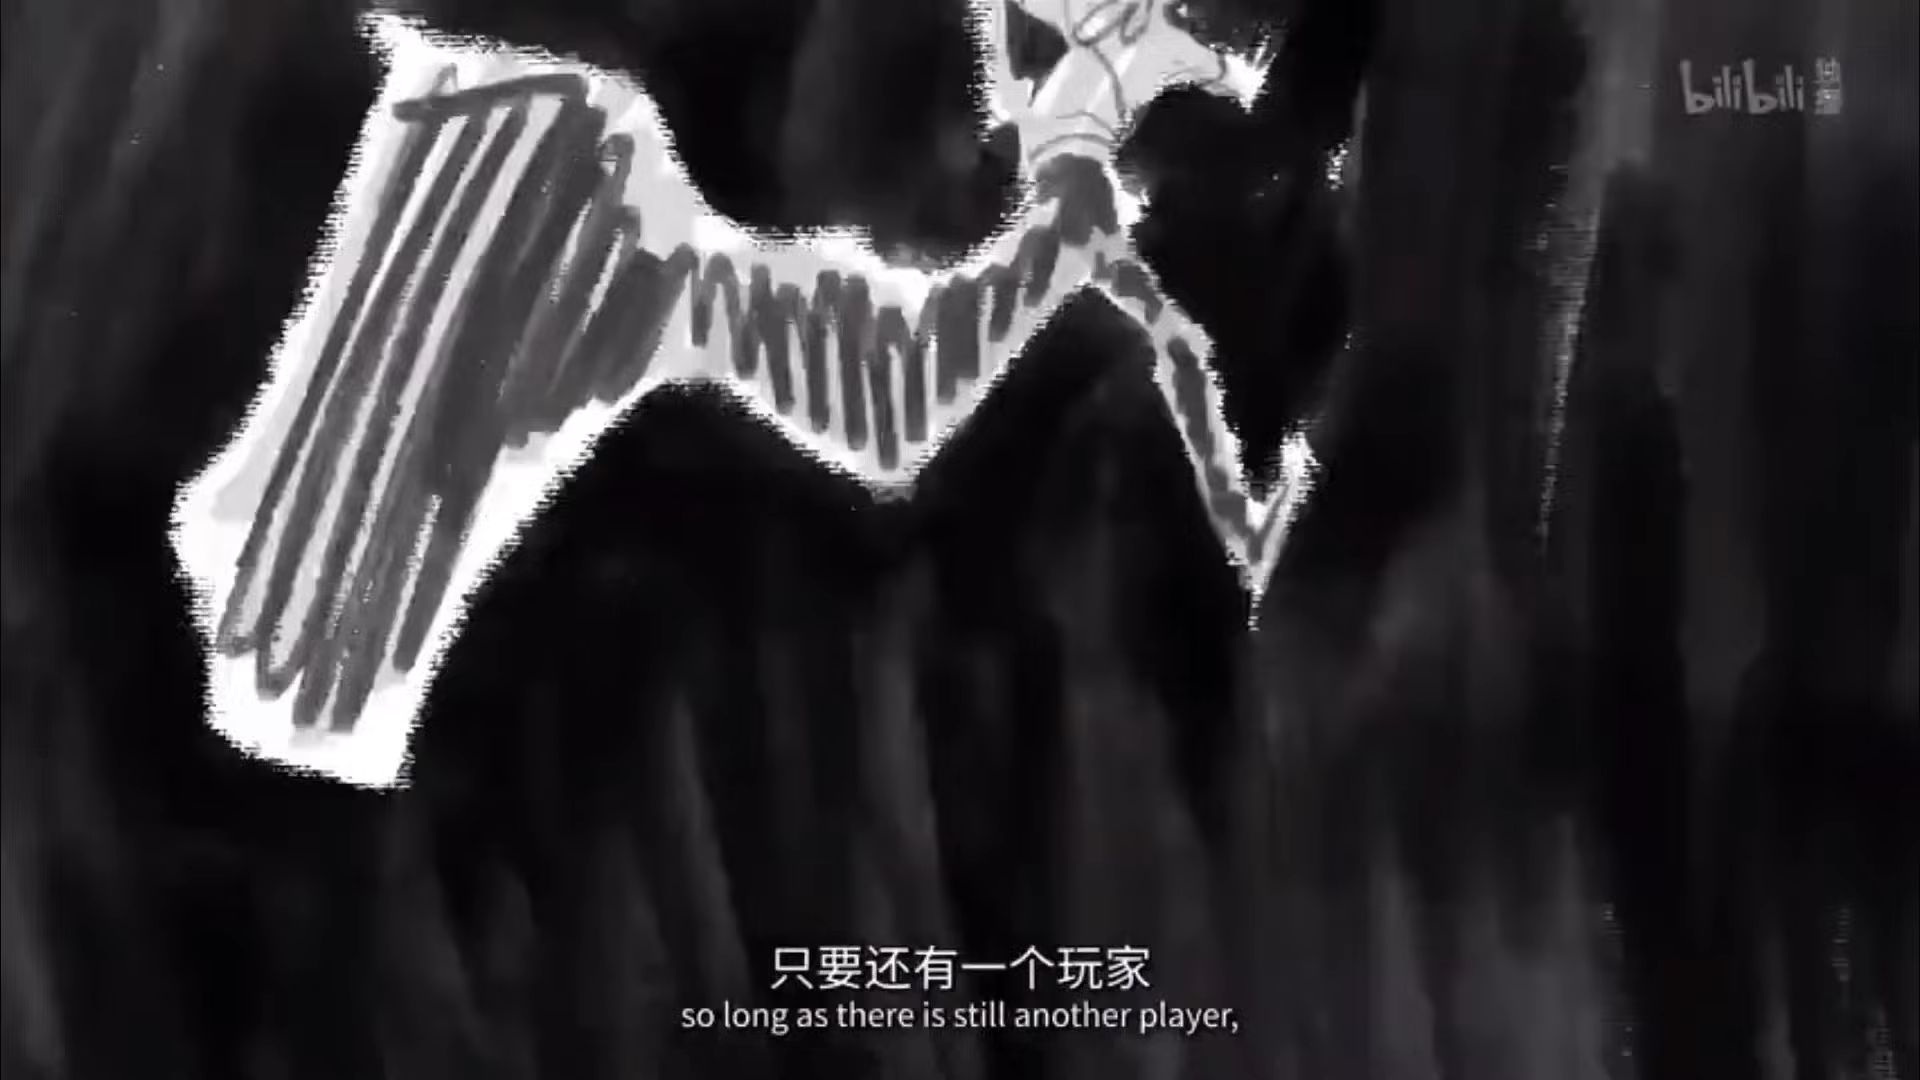 bilibili
只要还有一个玩家
so long as there is still another player,